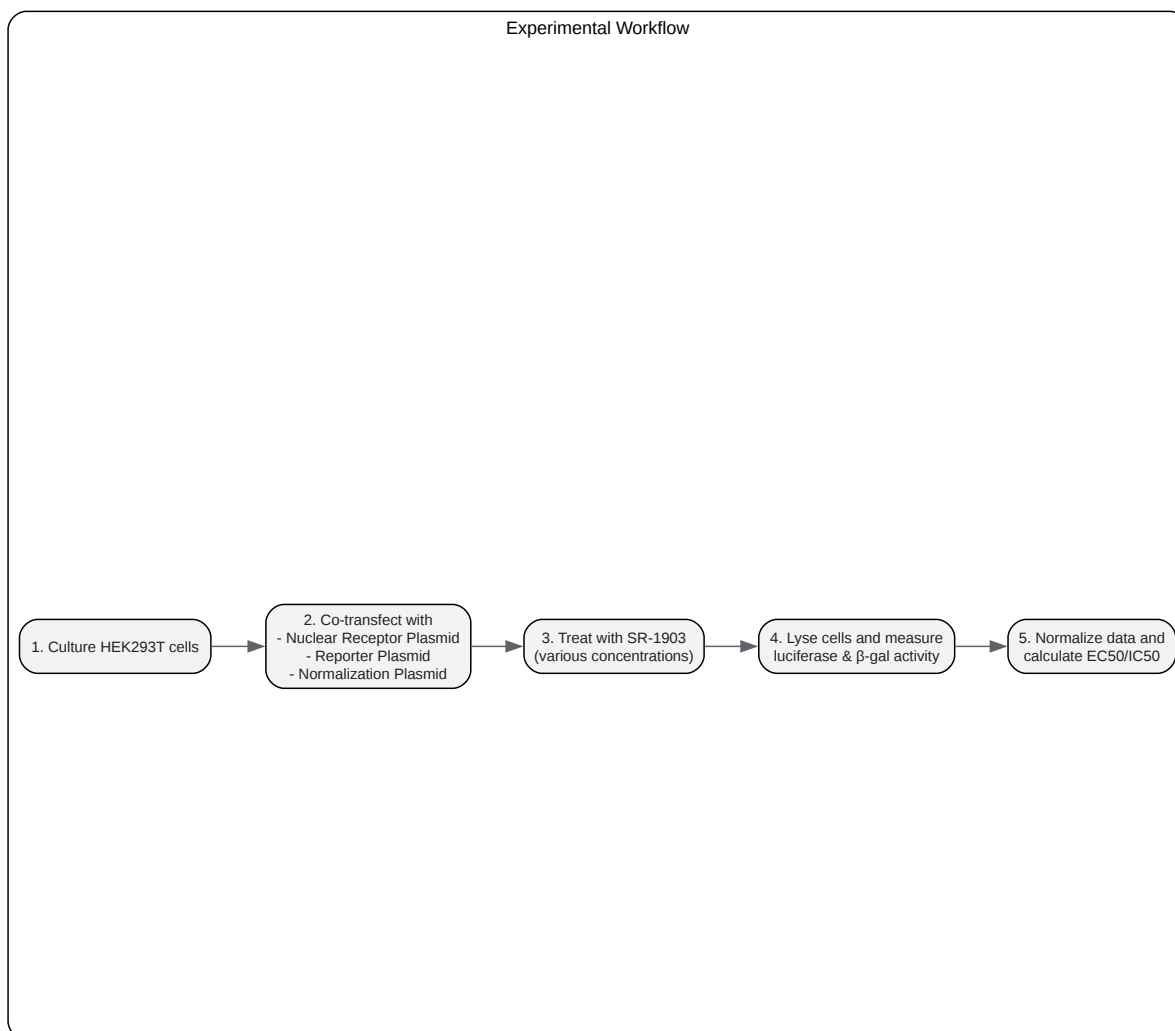 Experimental Workflow
1. Culture HEK293T cells
2. Co-transfect with
- Nuclear Receptor Plasmid
- Reporter Plasmid
- Normalization Plasmid
3. Treat with SR-1903
(various concentrations)
4. Lyse cells and measure
luciferase & β-gal activity
5. Normalize data and
calculate EC50/IC50